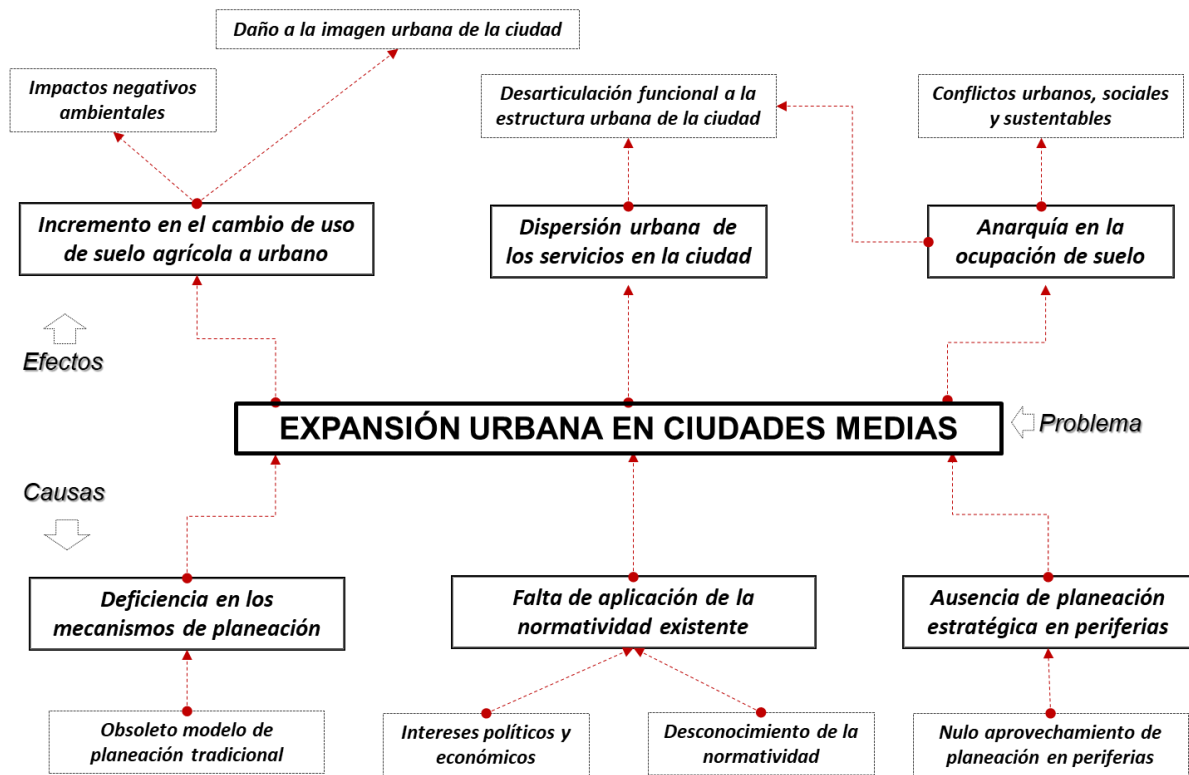 Daño a la imagen urbana de la ciudad
Impactos negativos
ambientales
Desarticulación funcional a la
estructura urbana de la ciudad
Conflictos urbanos, sociales
y sustentables
Incremento en el cambio de uso
de suelo agrícola a urbano
Dispersión urbana de
los servicios en la ciudad
Anarquía en la
ocupación de suelo
Efectos
EXPANSIÓN URBANA EN CIUDADES MEDIAS
Problema
Causas
Deficiencia en los
mecanismos de planeación
Falta de aplicación de la
normatividad existente
Ausencia de planeación
estratégica en periferias
Obsoleto modelo de
planeación tradicional
Intereses políticos y
económicos
Desconocimiento de la
normatividad
Nulo aprovechamiento de
planeación en periferias